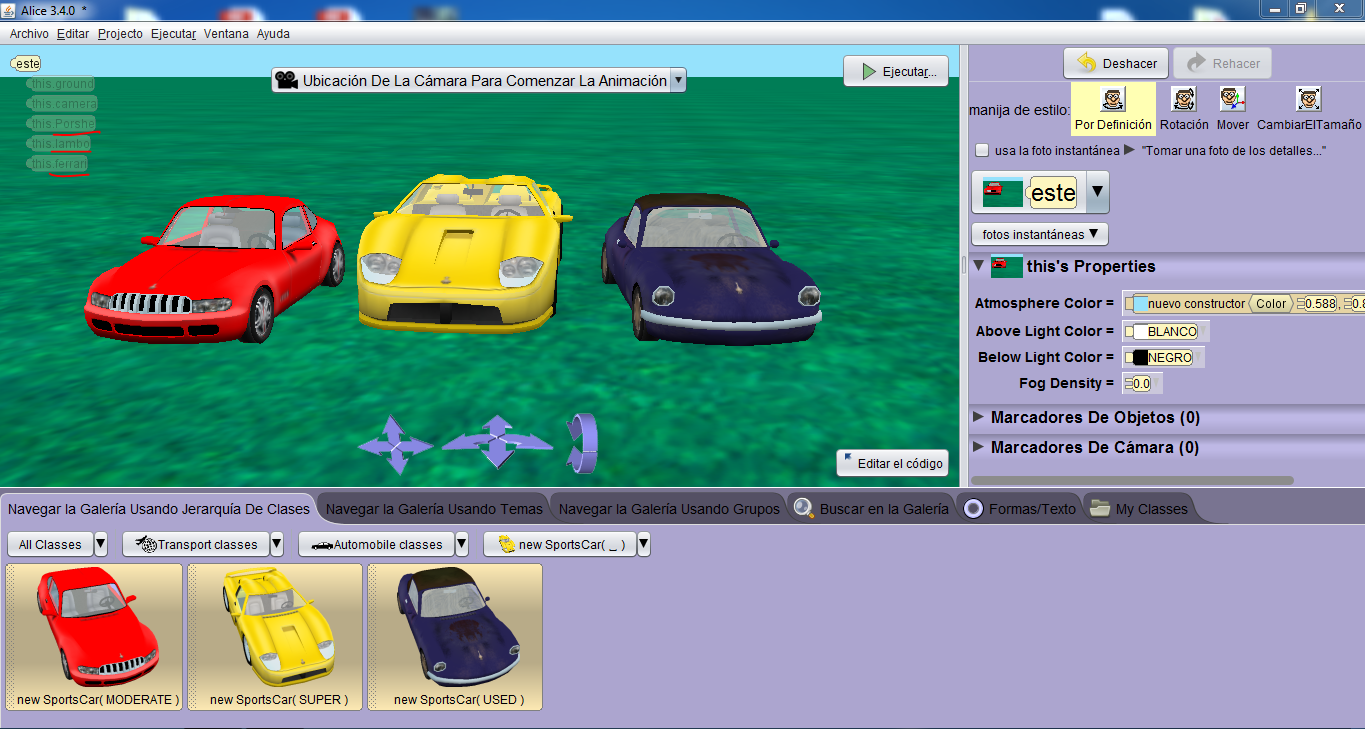 Alice 3.4.0 *
Archivo Editar Proyecto Ejecutar Ventana Ayuda
este
this.ground
this.camera
this.Porshe
this.lambo
this.ferrari
Ubicación De La Cámara Para Comenzar La Animación
Ejecutar...
Editar el código
Deshacer Rehacer
manija de estilo: Por Definición Rotación Mover CambiarElTamaño
usa la foto instantánea "Tomar una foto de los detalles..."
este
fotos instantáneas
this's Properties
Atmosphere Color = nuevo constructor Color 0.588, 0.8
Above Light Color = BLANCO
Below Light Color = NEGRO
Fog Density = 0.0
Marcadores De Objetos (0)
Marcadores De Cámara (0)
Navegar la Galería Usando Jerarquía De Clases Navegar la Galería Usando Temas Navegar la Galería Usando Grupos Buscar en la Galería Formas/Texto My Classes
All Classes Transport classes Automobile classes new SportsCar( _ )
new SportsCar( MODERATE ) new SportsCar( SUPER ) new SportsCar( USED )